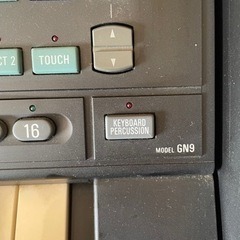 CT 2
TOUCH
16
KEYBOARD
PERCUSSION
MODEL GN9